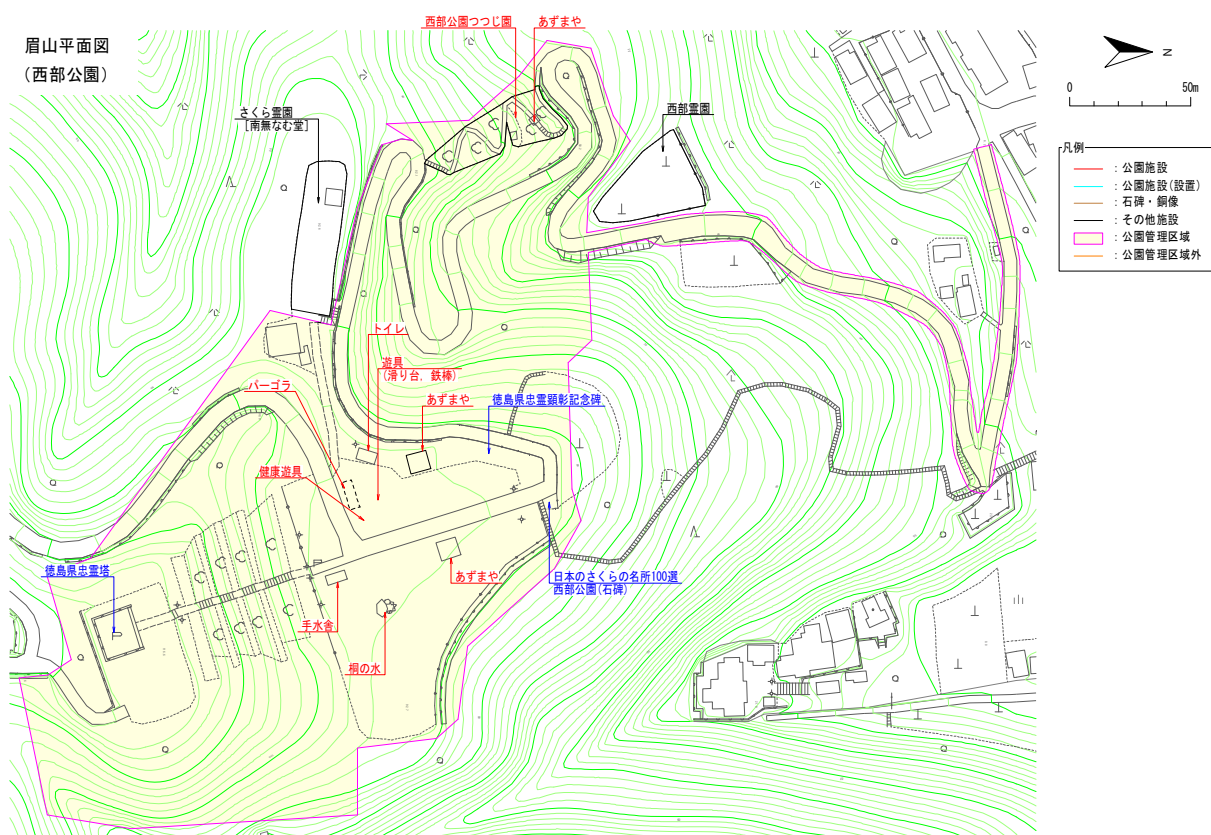 眉山平面図
(西部公園)
西部公園つつじ園
あずまや
さくら霊園
[南無なむ堂]
西部霊園
トイレ
遊具
(滑り台、鉄棒)
パーゴラ
あずまや
徳島県忠霊顕彰記念碑
健康遊具
徳島県忠霊塔
あずまや
日本のさくらの名所100選
西部公園(石碑)
手水舎
桐の水
N
0
50m
凡例
：公園施設
：公園施設(設置)
：石碑・銅像
：その他施設
：公園管理区域
：公園管理区域外